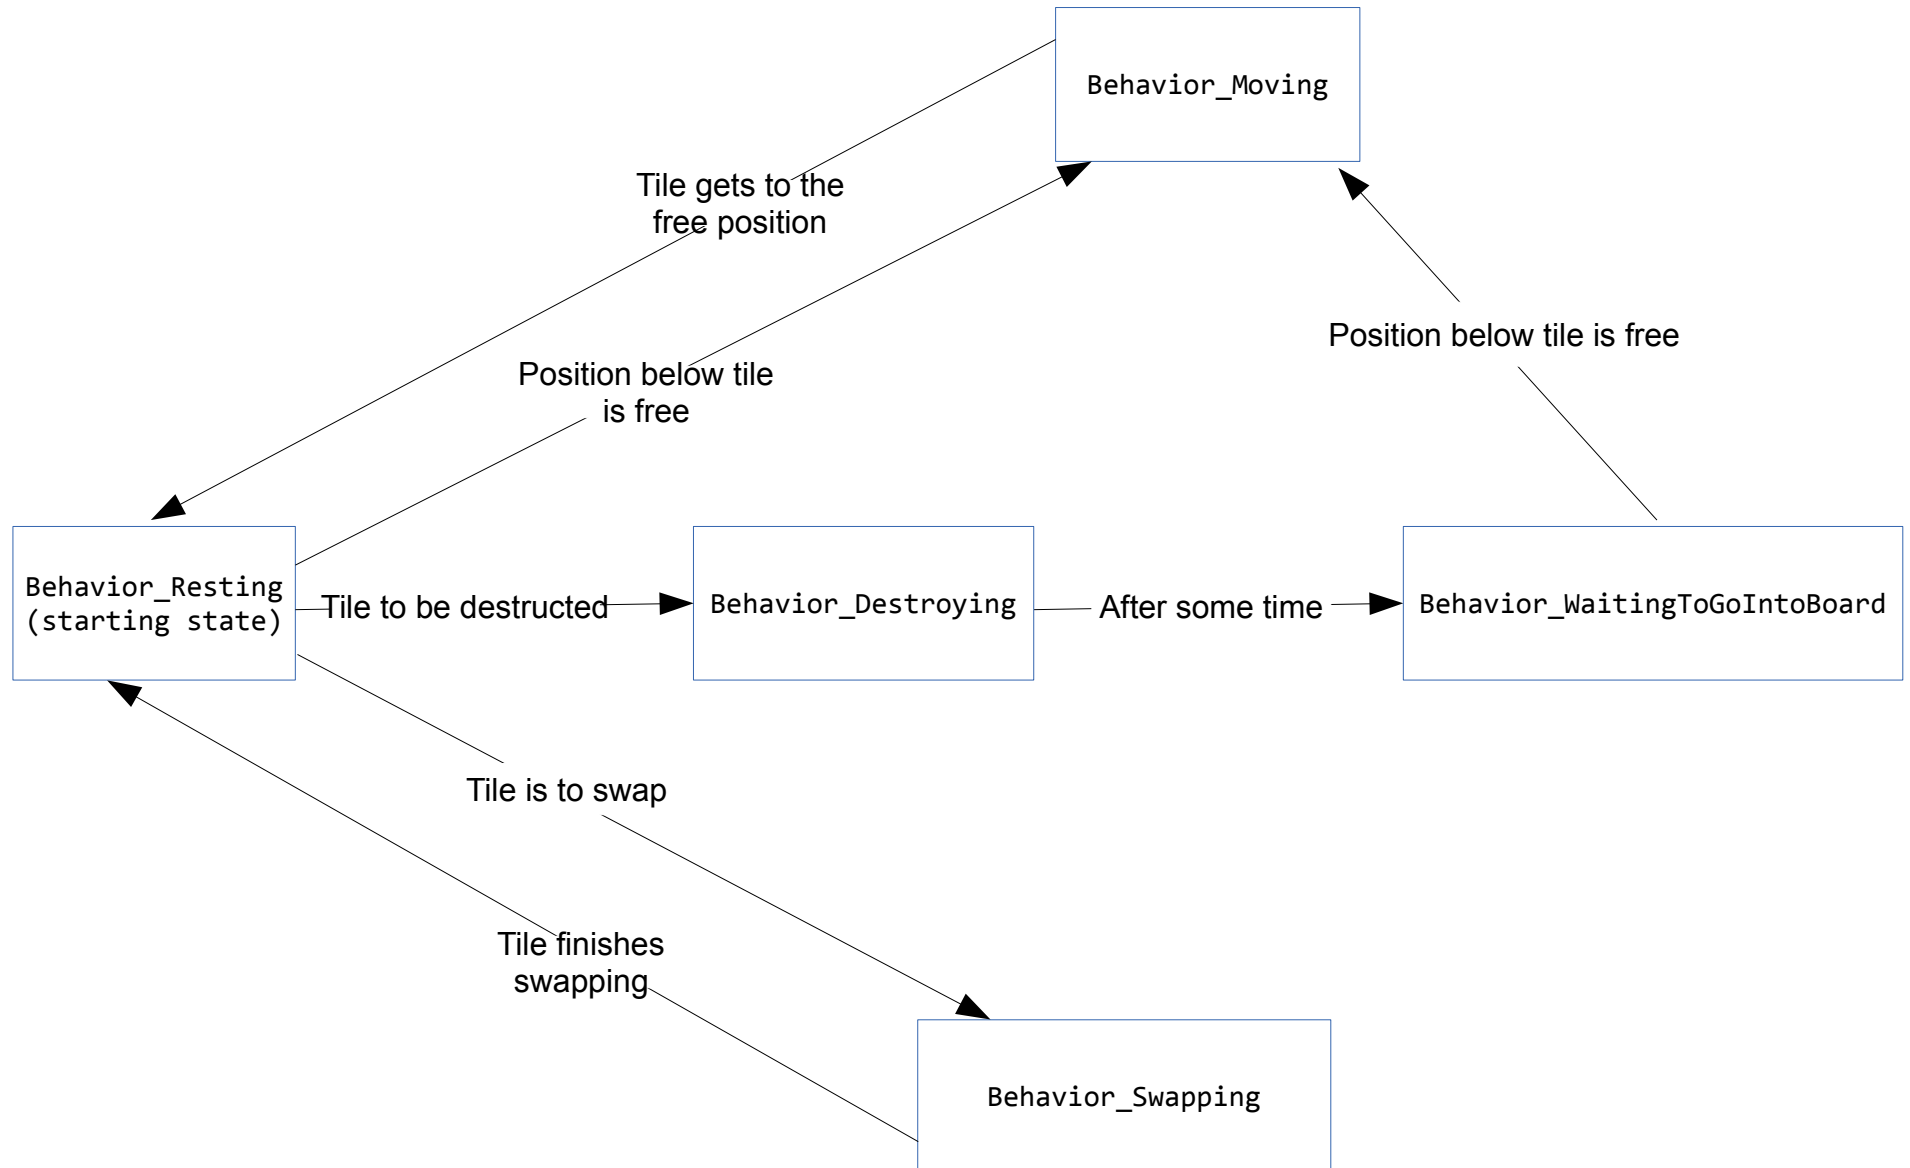 Behavior_Moving
Tile gets to the
free position
Position below tile is free
Position below tile
is free
Behavior_Resting
(starting state)
Tile to be destructed
Behavior_Destroying
After some time
Behavior_WaitingToGoIntoBoard
Tile is to swap
Tile finishes
swapping
Behavior_Swapping